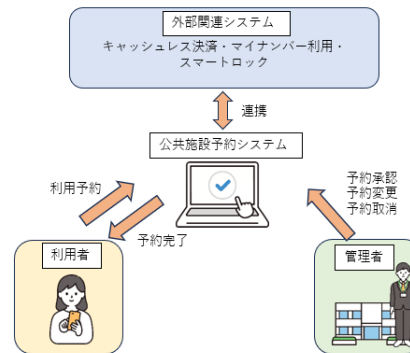 外部関連システム
キャッシュレス決済・マイナンバー利用・
スマートロック
連携
公共施設予約システム
利用予約
予約承認
予約変更
予約取消
予約完了
利用者
管理者